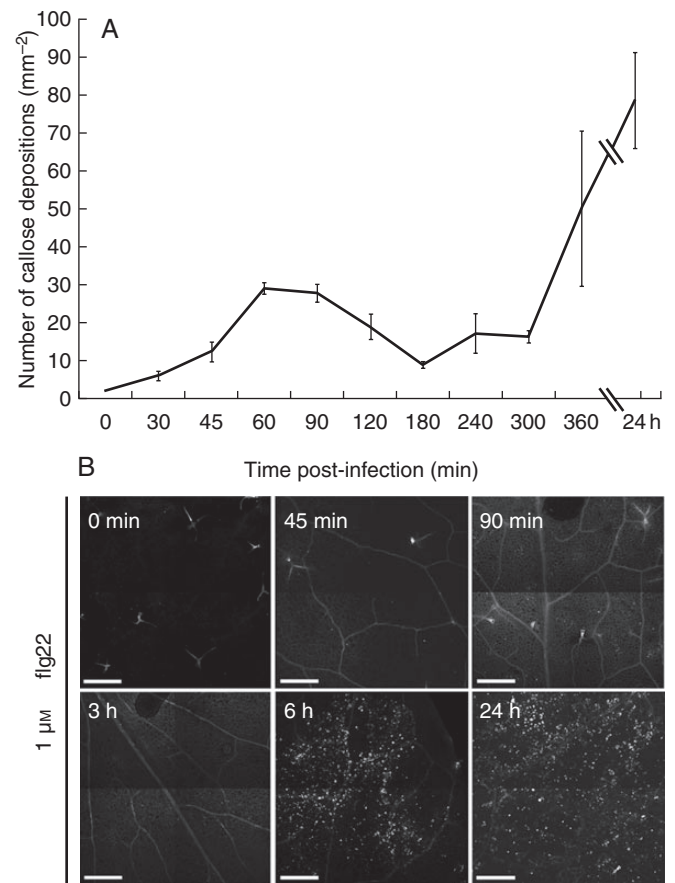 A
Number of callose depositions (mm−2)
100
90
80
70
60
50
40
30
20
10
0
0 30 45 60 90 120 180 240 300 360 24 h
Time post-infection (min)
B
1 μM flg22
0 min 45 min 90 min
3 h 6 h 24 h